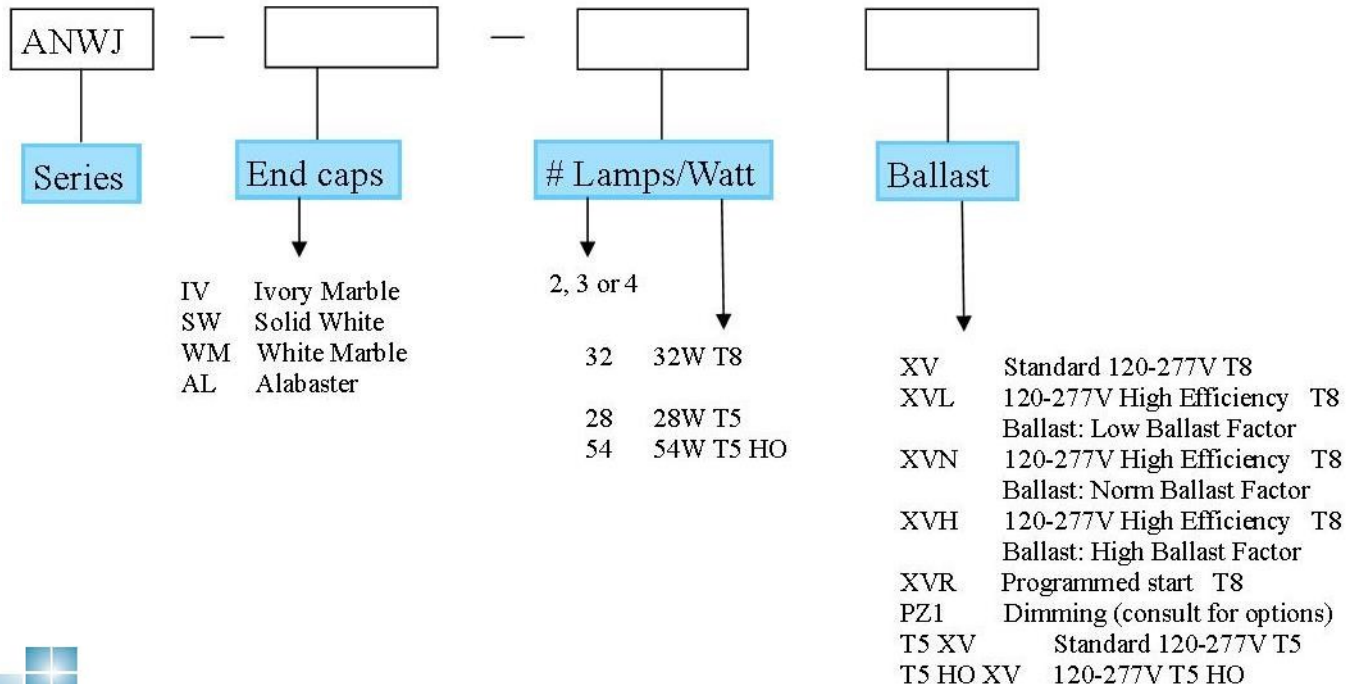 ANWJ — —
Series End caps # Lamps/Watt Ballast
IV Ivory Marble
SW Solid White
WM White Marble
AL Alabaster
2, 3 or 4
32 32W T8
28 28W T5
54 54W T5 HO
XV Standard 120-277V T8
XVL 120-277V High Efficiency T8
Ballast: Low Ballast Factor
XVN 120-277V High Efficiency T8
Ballast: Norm Ballast Factor
XVH 120-277V High Efficiency T8
Ballast: High Ballast Factor
XVR Programmed start T8
PZ1 Dimming (consult for options)
T5 XV Standard 120-277V T5
T5 HO XV 120-277V T5 HO